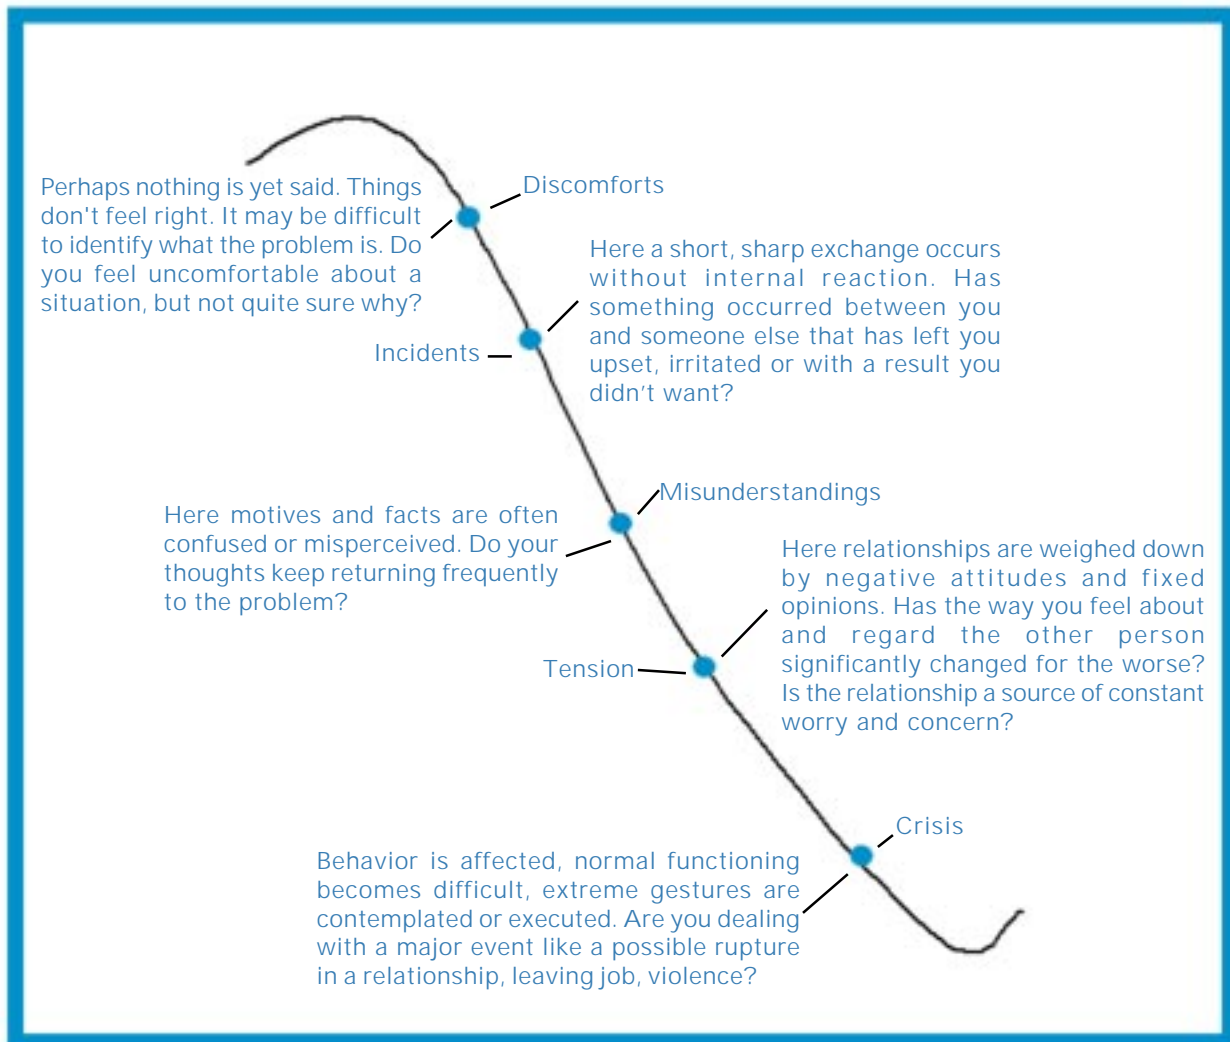 Discomforts
Perhaps nothing is yet said. Things
don't feel right. It may be difficult
to identify what the problem is. Do
you feel uncomfortable about a
situation, but not quite sure why?
Incidents
Here a short, sharp exchange occurs
without internal reaction. Has
something occurred between you
and someone else that has left you
upset, irritated or with a result you
didn’t want?
Misunderstandings
Here motives and facts are often
confused or misperceived. Do your
thoughts keep returning frequently
to the problem?
Tension
Here relationships are weighed down
by negative attitudes and fixed
opinions. Has the way you feel about
and regard the other person
significantly changed for the worse?
Is the relationship a source of constant
worry and concern?
Crisis
Behavior is affected, normal functioning
becomes difficult, extreme gestures are
contemplated or executed. Are you dealing
with a major event like a possible rupture
in a relationship, leaving job, violence?